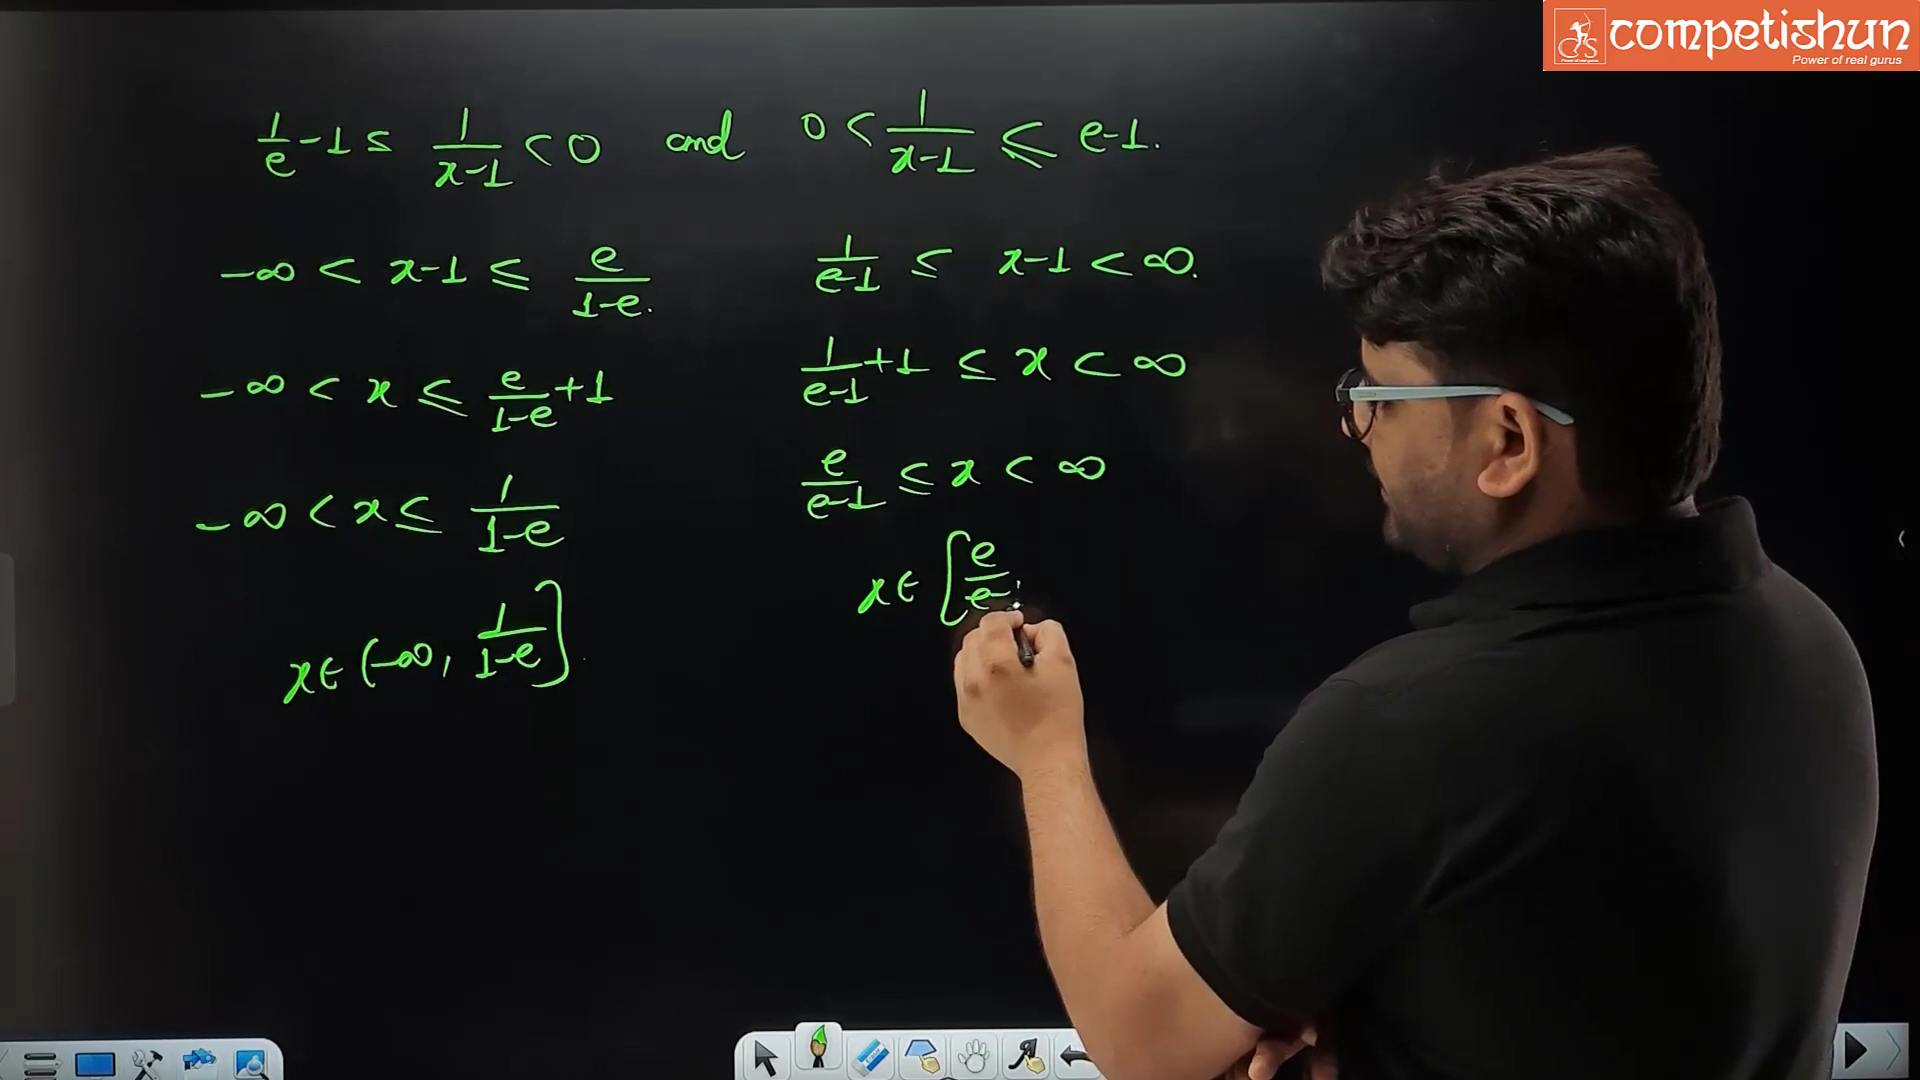 competishun
Power of real gurus
1/e - 1 ≤ 1/(x-1) < 0 and 0 < 1/(x-1) ≤ e-1.
-∞ < x-1 ≤ e/(1-e). 1/(e-1) ≤ x-1 < ∞.
-∞ < x ≤ e/(1-e) + 1 1/(e-1) + 1 ≤ x < ∞
-∞ < x ≤ 1/(1-e) e/(e-1) ≤ x < ∞
x∈ (-∞, 1/(1-e)] x∈ [e/e-